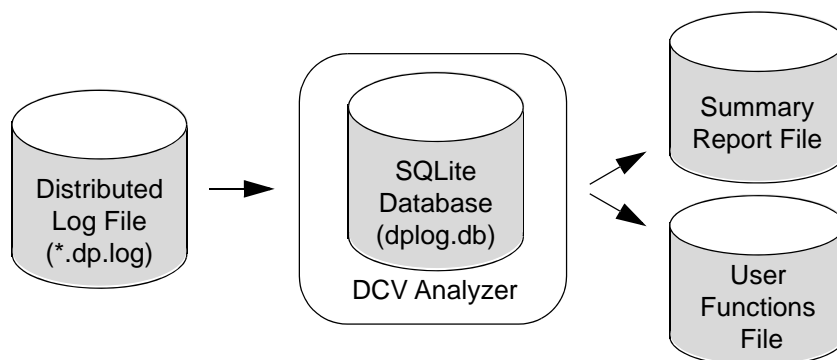 Distributed
Log File
(*.dp.log)
SQLite
Database
(dplog.db)
DCV Analyzer
Summary
Report File
User
Functions
File